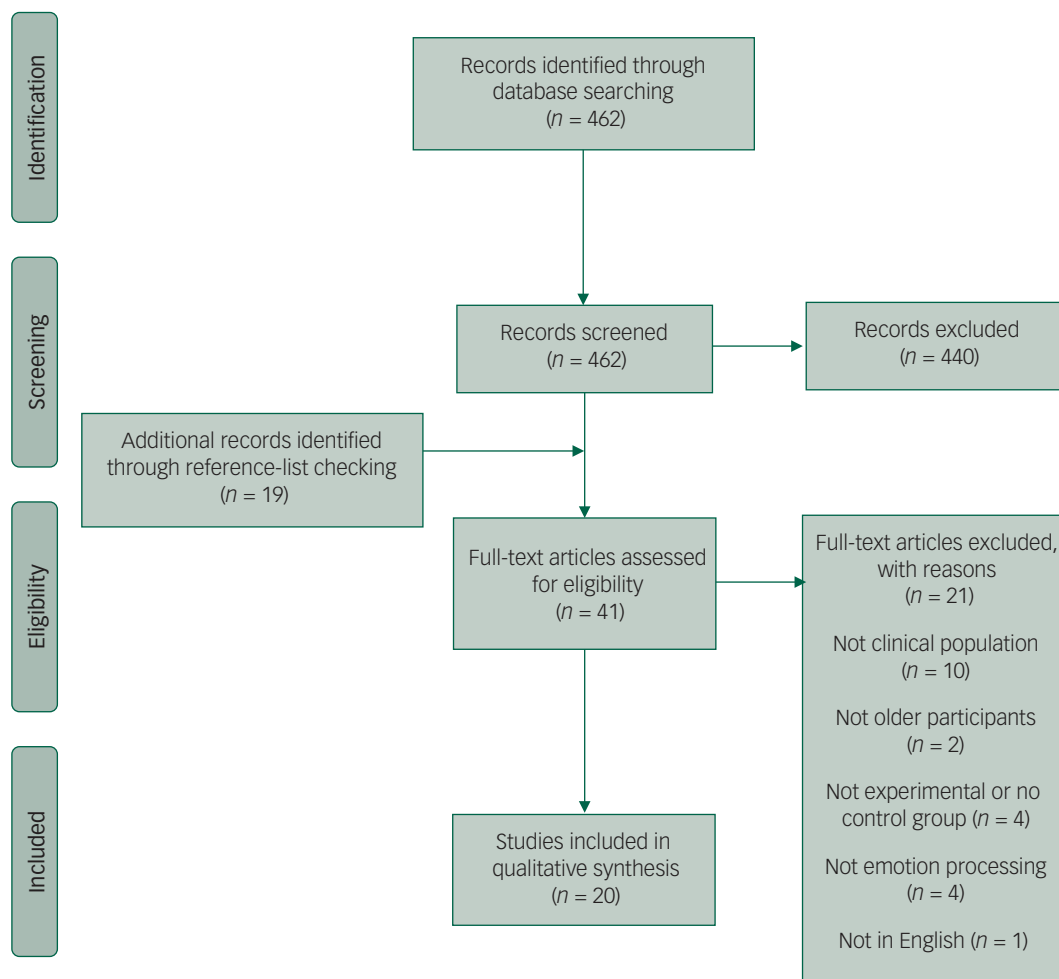 Identification
Records identified through
database searching
(n = 462)
Screening
Records screened
(n = 462)
Records excluded
(n = 440)
Additional records identified
through reference-list checking
(n = 19)
Eligibility
Full-text articles assessed
for eligibility
(n = 41)
Full-text articles excluded,
with reasons
(n = 21)
Not clinical population
(n = 10)
Not older participants
(n = 2)
Not experimental or no
control group (n = 4)
Not emotion processing
(n = 4)
Not in English (n = 1)
Included
Studies included in
qualitative synthesis
(n = 20)